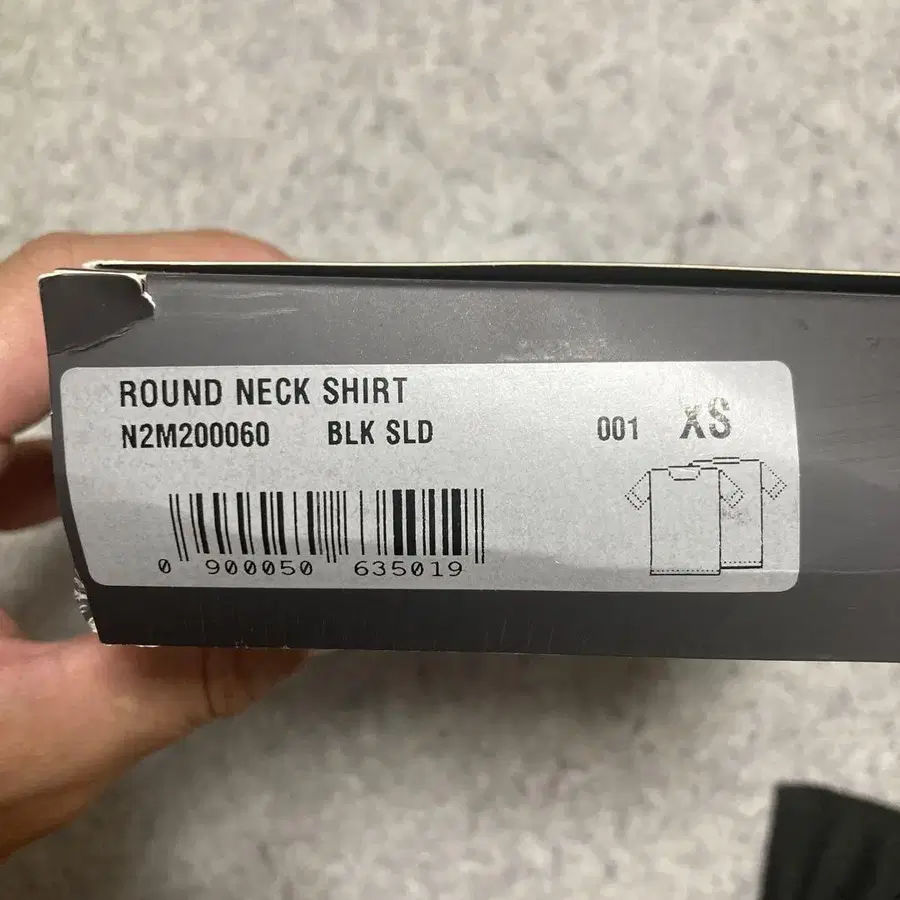 ROUND NECK SHIRT
N2M200060 BLK SLD 001 XS
0 900050 635019